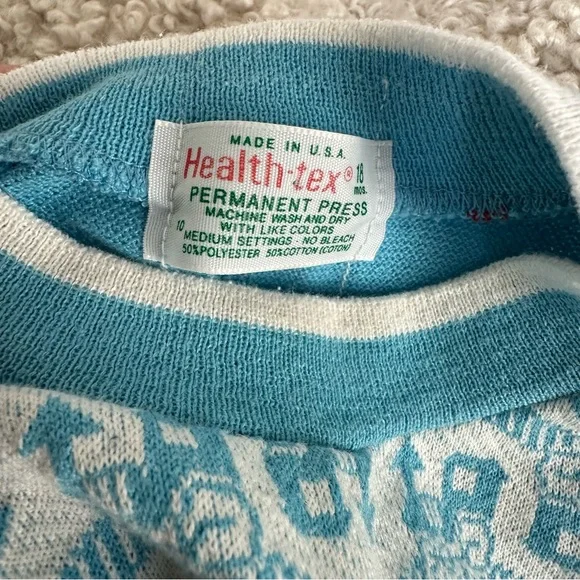 MADE IN U.S.A.
Health-tex® 18 mos.
PERMANENT PRESS
MACHINE WASH AND DRY
10 WITH LIKE COLORS
MEDIUM SETTINGS - NO BLEACH
50%POLYESTER 50%COTTON (COTON)